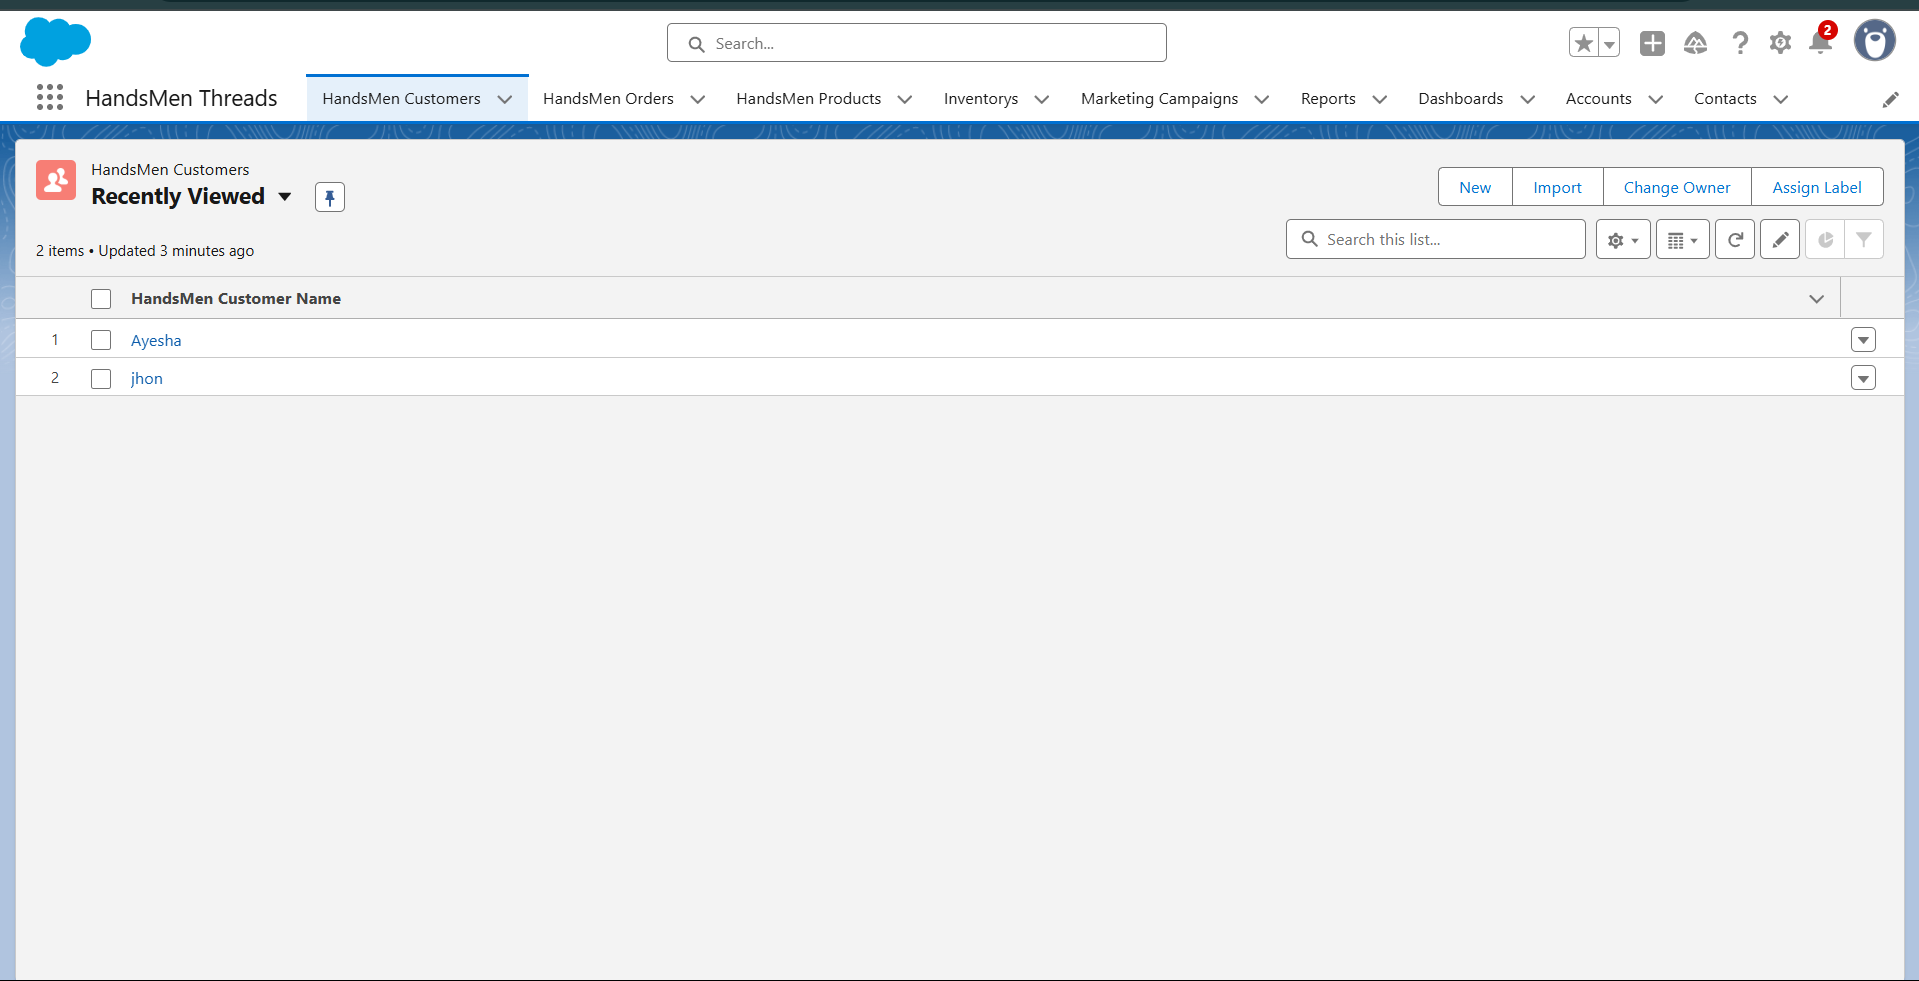 Search...
2
HandsMen Threads
HandsMen Customers
HandsMen Orders
HandsMen Products
Inventorys
Marketing Campaigns
Reports
Dashboards
Accounts
Contacts
HandsMen Customers
Recently Viewed
New
Import
Change Owner
Assign Label
2 items • Updated 3 minutes ago
Search this list...
HandsMen Customer Name
1 Ayesha
2 jhon